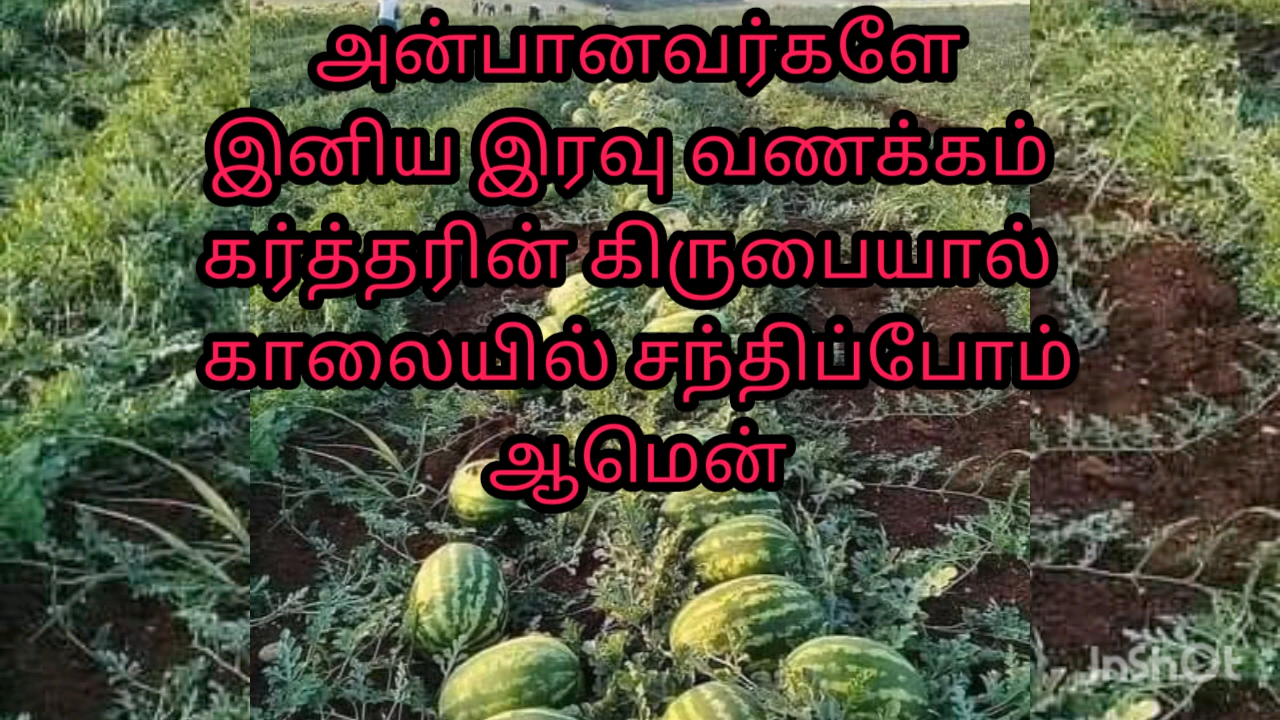 அன்பானவர்களே
இனிய இரவு வணக்கம்
கர்த்தரின் கிருபையால்
காலையில் சந்திப்போம்
ஆமென்
InShOt